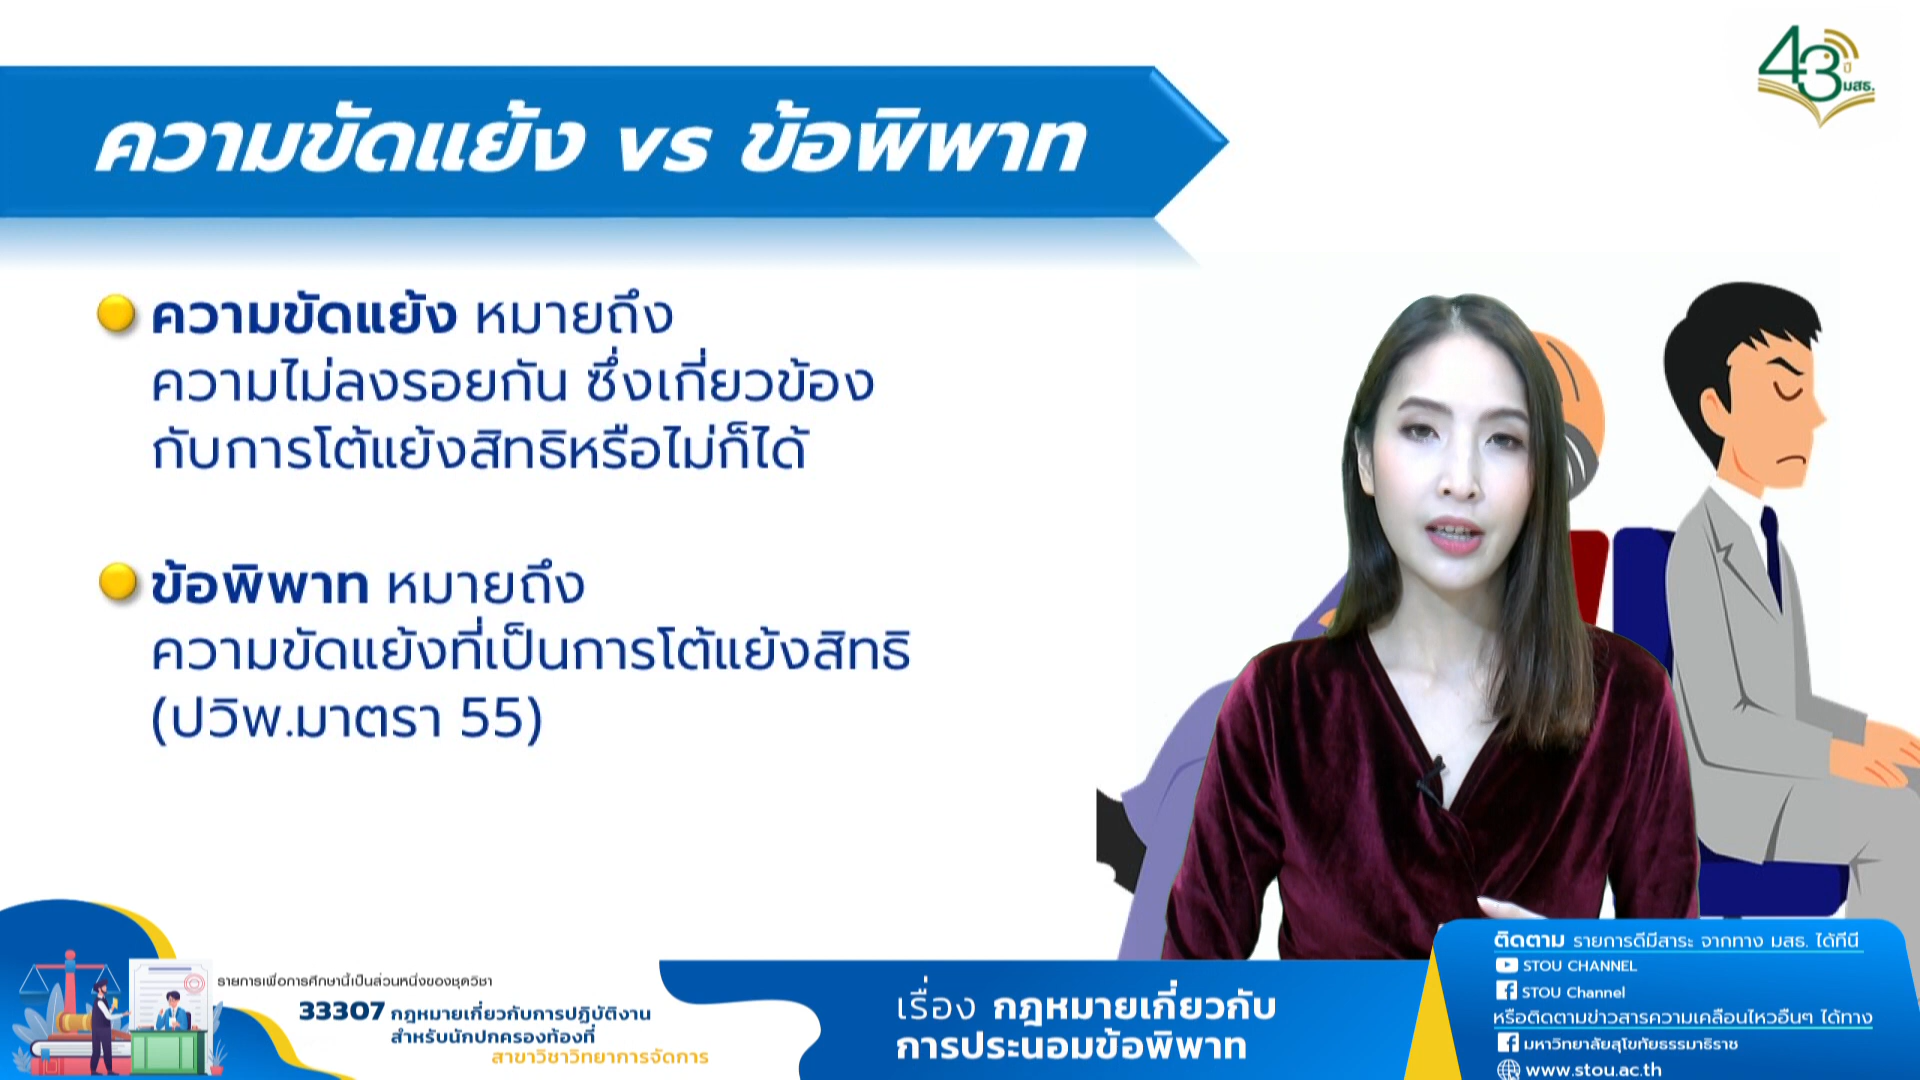 43 ปี มสธ.
ความขัดแย้ง vs ข้อพิพาท
ความขัดแย้ง หมายถึง
ความไม่ลงรอยกัน ซึ่งเกี่ยวข้อง
กับการโต้แย้งสิทธิหรือไม่ก็ได้
ข้อพิพาท หมายถึง
ความขัดแย้งที่เป็นการโต้แย้งสิทธิ
(ปวิพ.มาตรา 55)
รายการเพื่อการศึกษานี้เป็นส่วนหนึ่งของชุดวิชา
33307 กฎหมายเกี่ยวกับการปฏิบัติงาน
สำหรับนักปกครองท้องที่
สาขาวิชาวิทยาการจัดการ
เรื่อง กฎหมายเกี่ยวกับ
การประนอมข้อพิพาท
ติดตาม รายการดีมีสาระ จากทาง มสธ. ได้ที่นี่
STOU CHANNEL
STOU Channel
หรือติดตามข่าวสารความเคลื่อนไหวอื่นๆ ได้ทาง
มหาวิทยาลัยสุโขทัยธรรมาธิราช
www.stou.ac.th